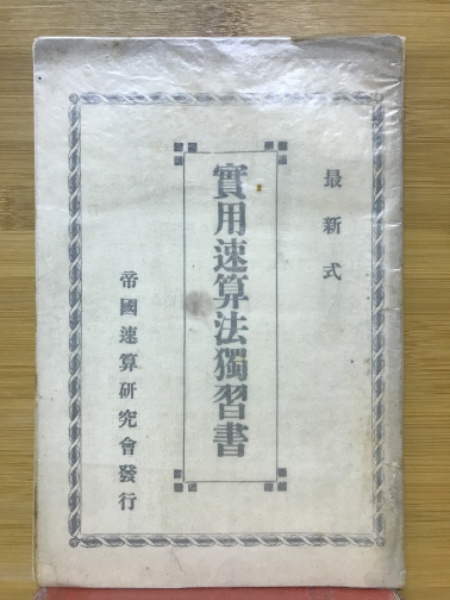 最新式
實用速算法獨習書
帝國速算研究會發行